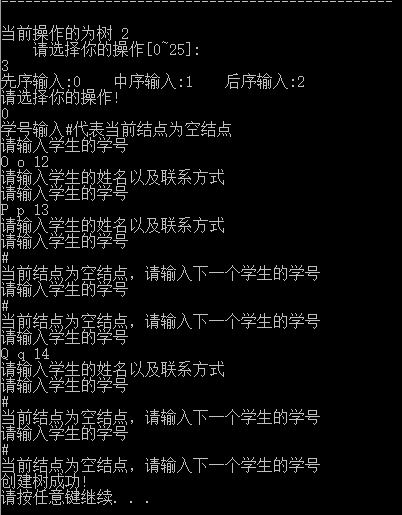 --------------------------------------------------
当前操作的为树 2
请选择你的操作[0~25]:
3
先序输入:0 中序输入:1 后序输入:2
请选择你的操作!
0
学号输入#代表当前结点为空结点
请输入学生的学号
O o 12
请输入学生的姓名以及联系方式
请输入学生的学号
P p 13
请输入学生的姓名以及联系方式
请输入学生的学号
#
当前结点为空结点, 请输入下一个学生的学号
请输入学生的学号
#
当前结点为空结点, 请输入下一个学生的学号
请输入学生的学号
Q q 14
请输入学生的姓名以及联系方式
请输入学生的学号
#
当前结点为空结点, 请输入下一个学生的学号
请输入学生的学号
#
当前结点为空结点, 请输入下一个学生的学号
创建树成功!
请按任意键继续. . .